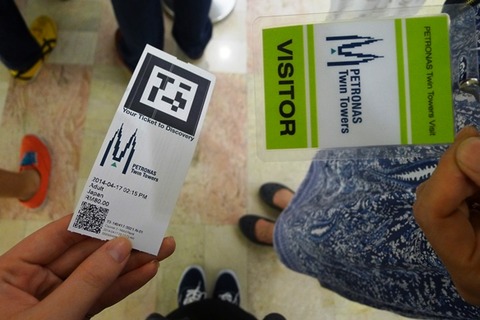 Your Ticket to Discovery
PETRONAS
Twin Towers
2014-04-17 02:15 PM
Adult
Japan
RM80.00
VISITOR
PETRONAS
Twin Towers
PETRONAS Twin Towers Visit